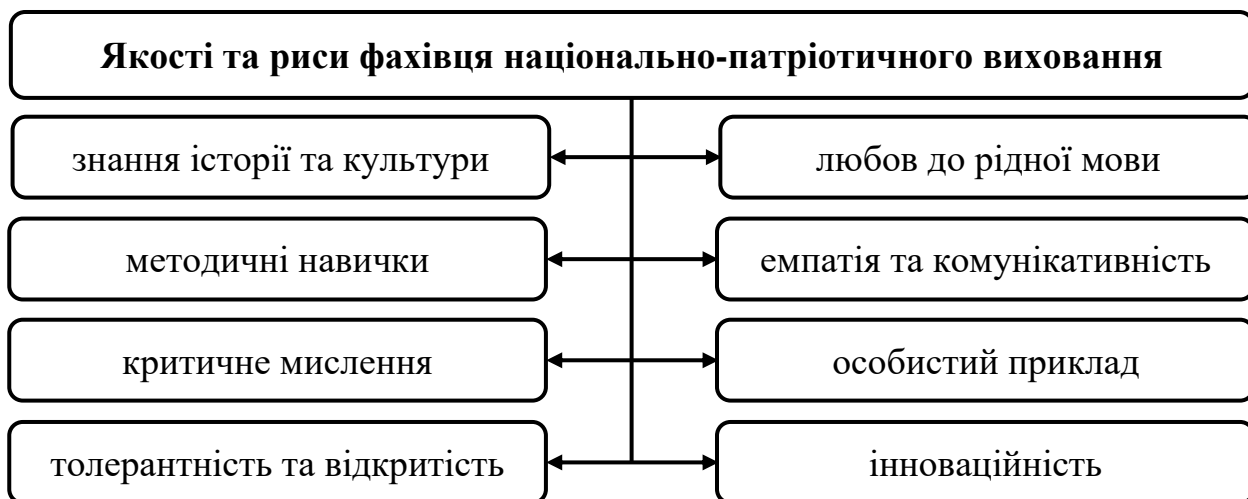 Якості та риси фахівця національно-патріотичного виховання
знання історії та культури
любов до рідної мови
методичні навички
емпатія та комунікативність
критичне мислення
особистий приклад
толерантність та відкритість
інноваційність